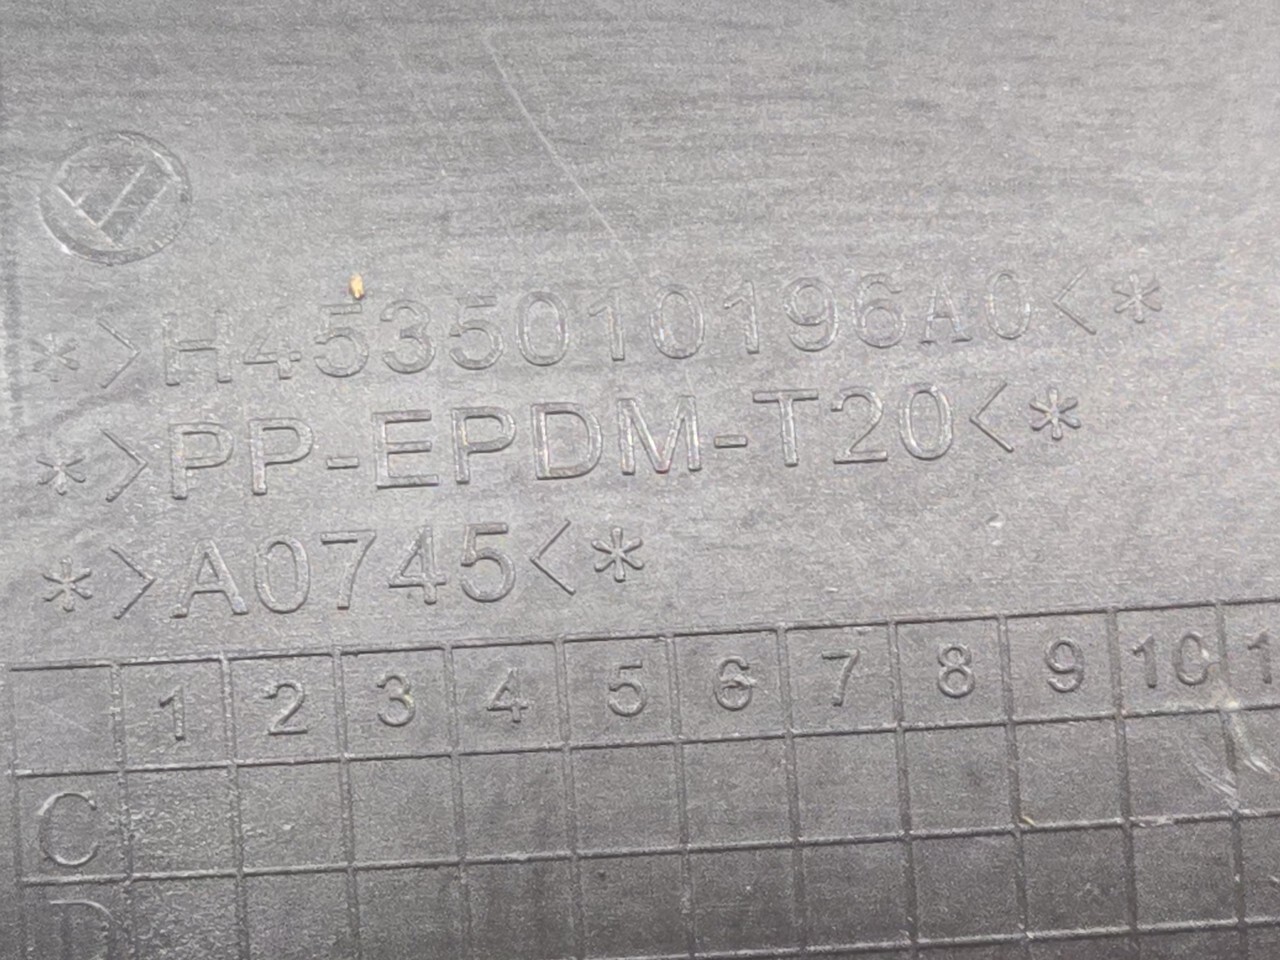 *>H4535010196A0<*
*>PP-EPDM-T20<*
*>A0745<*
1 2 3 4 5 6 7 8 9 10
C
D